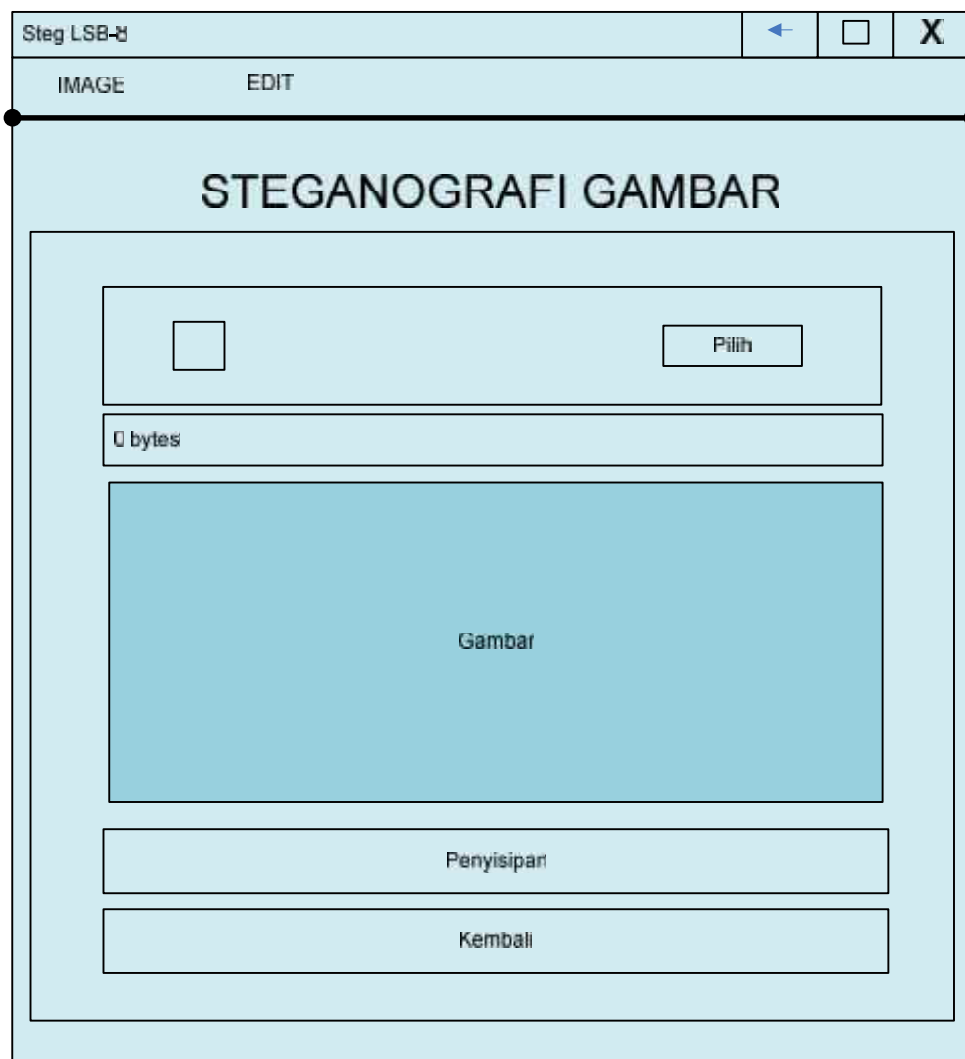 Steg LSB-8
X
IMAGE EDIT
STEGANOGRAFI GAMBAR
Pilih
0 bytes
Gambar
Penyisipan
Kembali